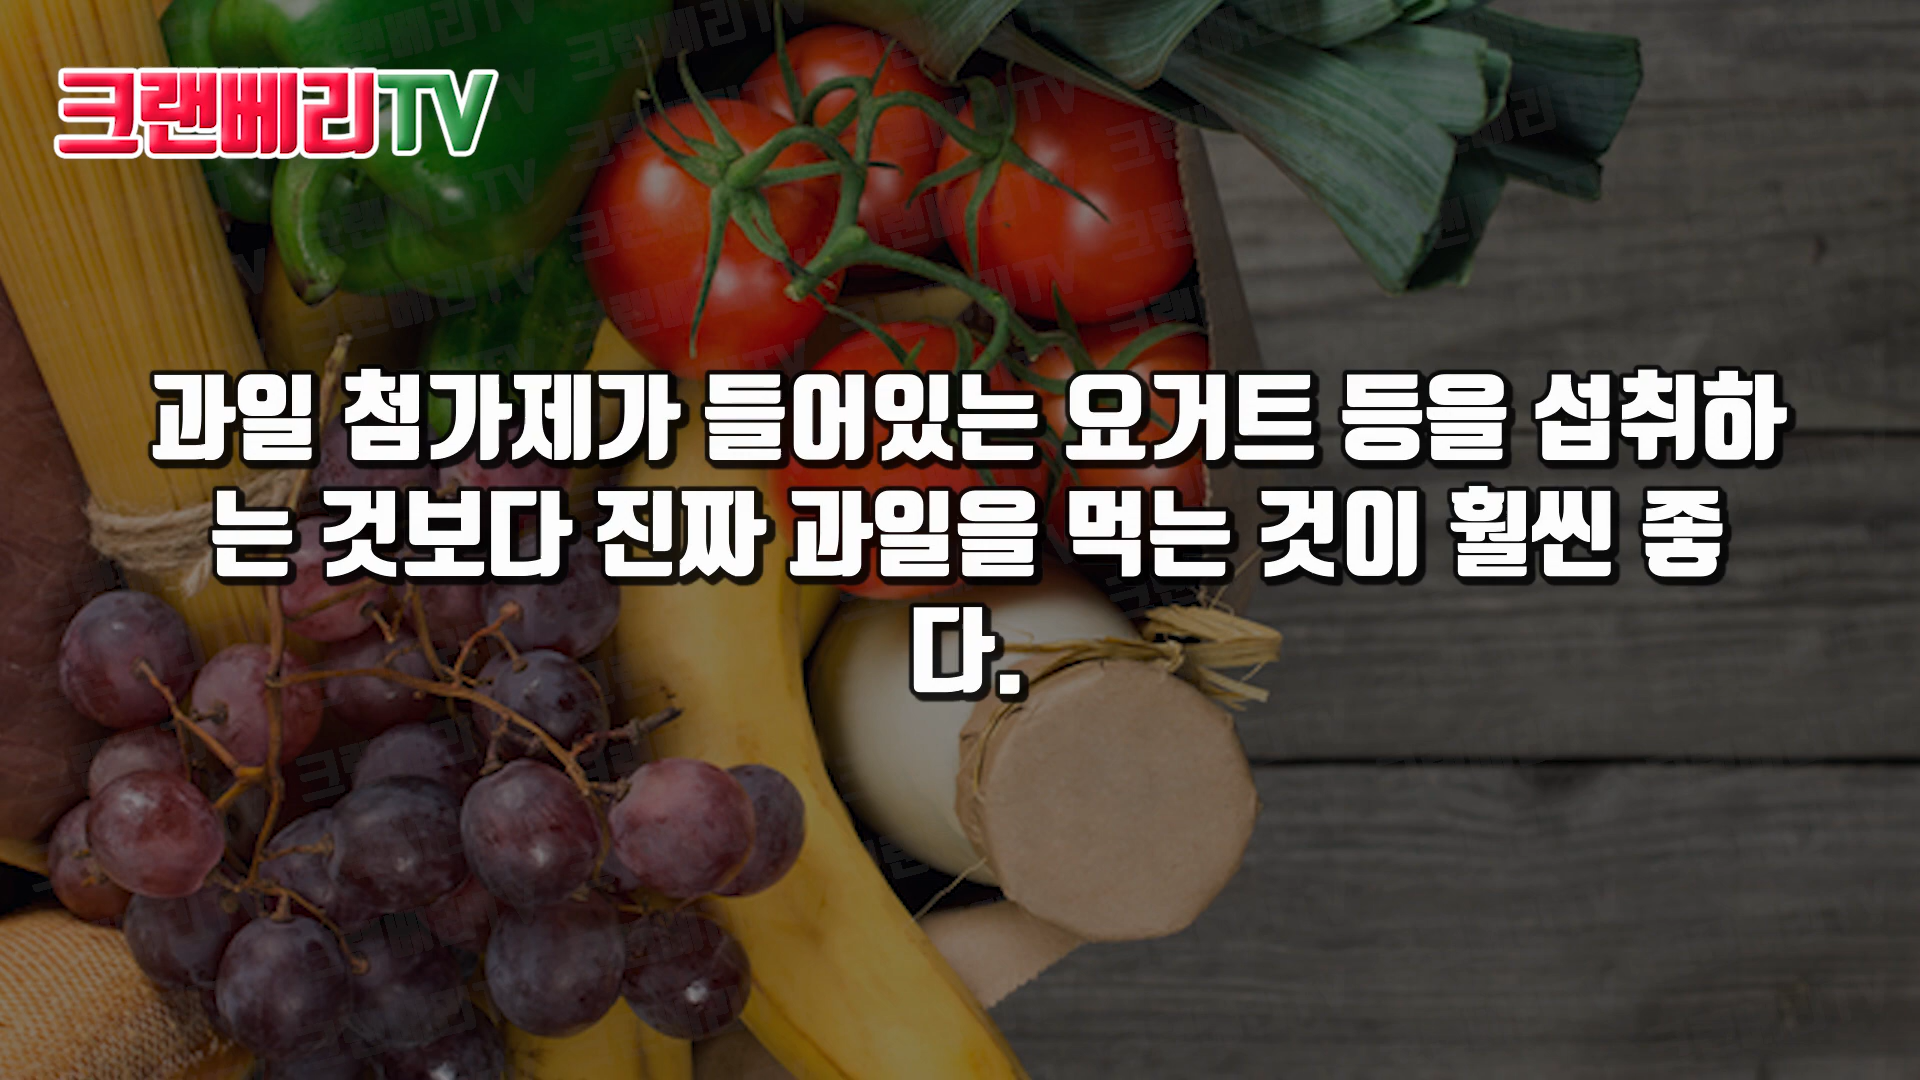 크랜베리TV
과일 첨가제가 들어있는 요거트 등을 섭취하
는 것보다 진짜 과일을 먹는 것이 훨씬 좋
다.